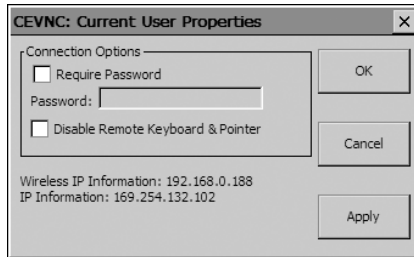 CEVNC: Current User Properties
Connection Options
Require Password
Password:
Disable Remote Keyboard & Pointer
OK
Cancel
Apply
Wireless IP Information: 192.168.0.188
IP Information: 169.254.132.102